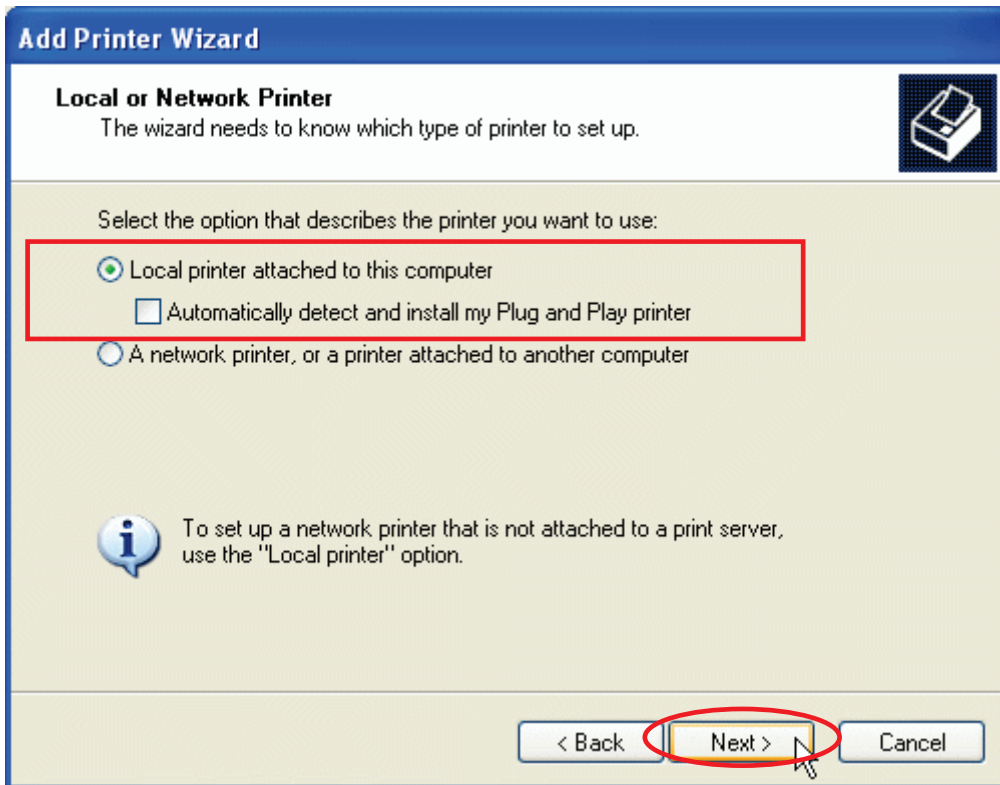 Add Printer Wizard
Local or Network Printer
The wizard needs to know which type of printer to set up.
Select the option that describes the printer you want to use:
Local printer attached to this computer
Automatically detect and install my Plug and Play printer
A network printer, or a printer attached to another computer
To set up a network printer that is not attached to a print server,
use the "Local printer" option.
< Back Next > Cancel